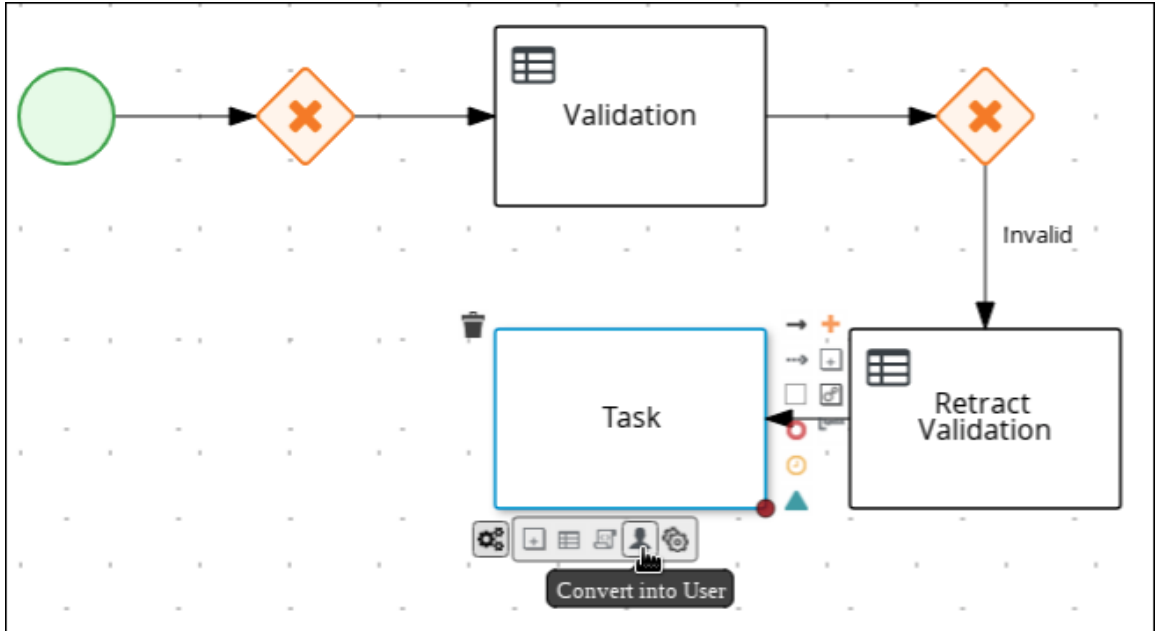 Validation
Invalid
Task
Retract
Validation
Convert into User